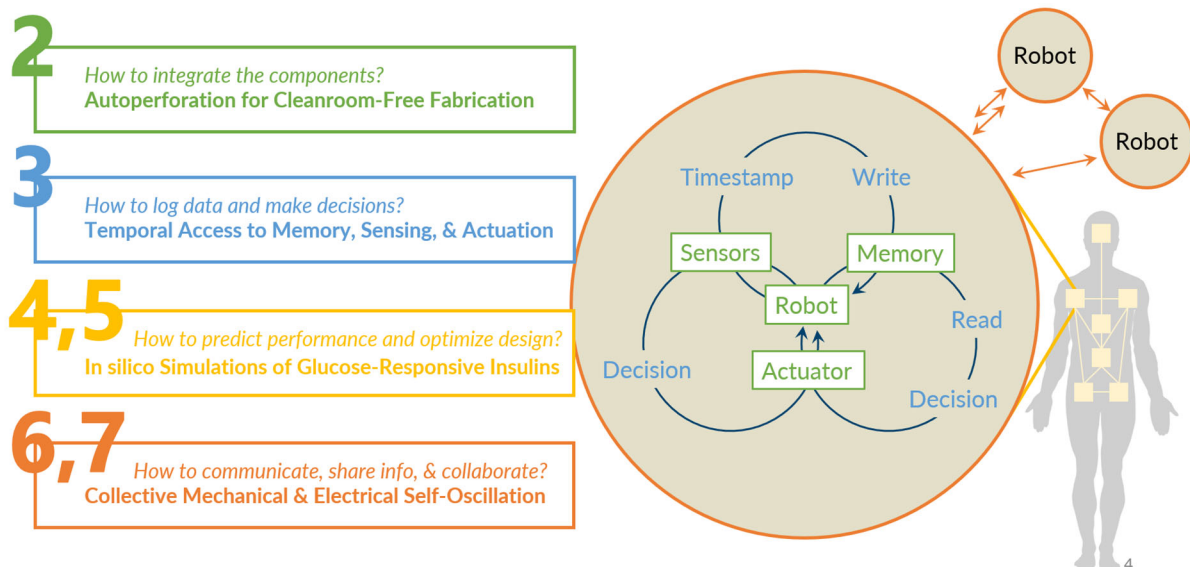 2
How to integrate the components?
Autoperforation for Cleanroom-Free Fabrication
3
How to log data and make decisions?
Temporal Access to Memory, Sensing, & Actuation
4,5
How to predict performance and optimize design?
In silico Simulations of Glucose-Responsive Insulins
6,7
How to communicate, share info, & collaborate?
Collective Mechanical & Electrical Self-Oscillation
Robot
Robot
Timestamp Write
Sensors Memory
Robot
Read
Decision Actuator
Decision
4